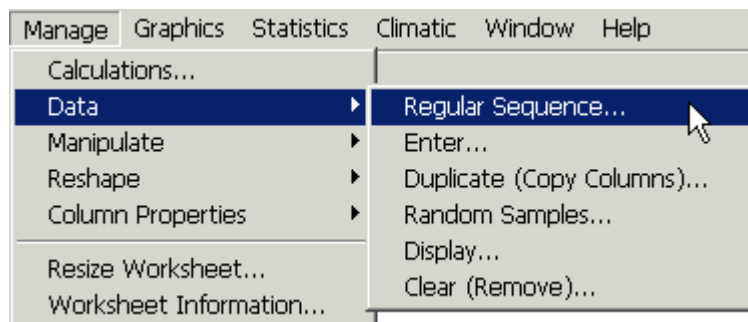 Manage Graphics Statistics Climatic Window Help
Calculations...
Data
Manipulate
Reshape
Column Properties
Resize Worksheet...
Worksheet Information...
Regular Sequence...
Enter...
Duplicate (Copy Columns)...
Random Samples...
Display...
Clear (Remove)...